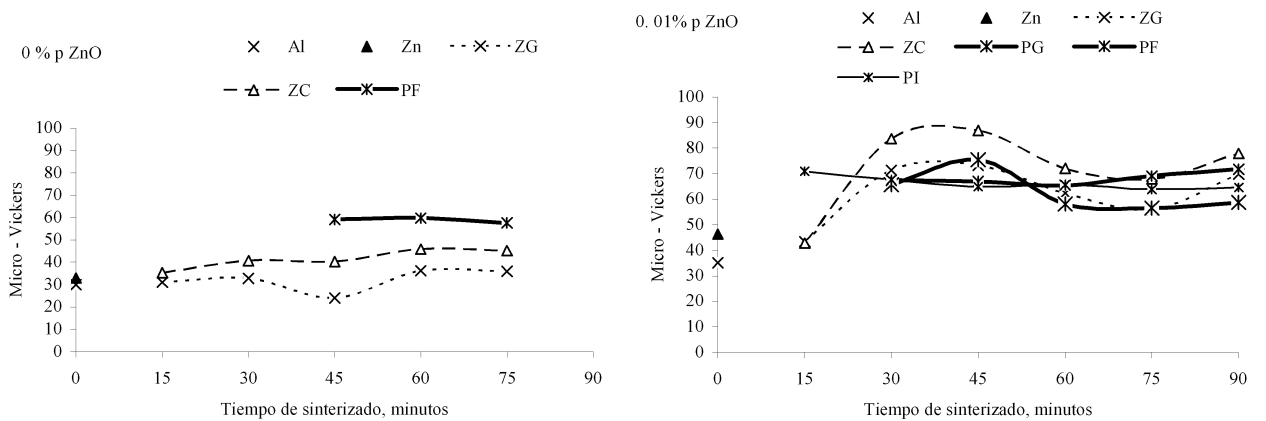 0 % p ZnO
Al Zn ZG
ZC PF
100
90
80
70
60
50
40
30
20
10
0
Micro - Vickers
0 15 30 45 60 75 90
Tiempo de sinterizado, minutos
0. 01% p ZnO
Al Zn ZG
ZC PG PF
PI
100
90
80
70
60
50
40
30
20
10
0
Micro - Vickers
0 15 30 45 60 75 90
Tiempo de sinterizado, minutos